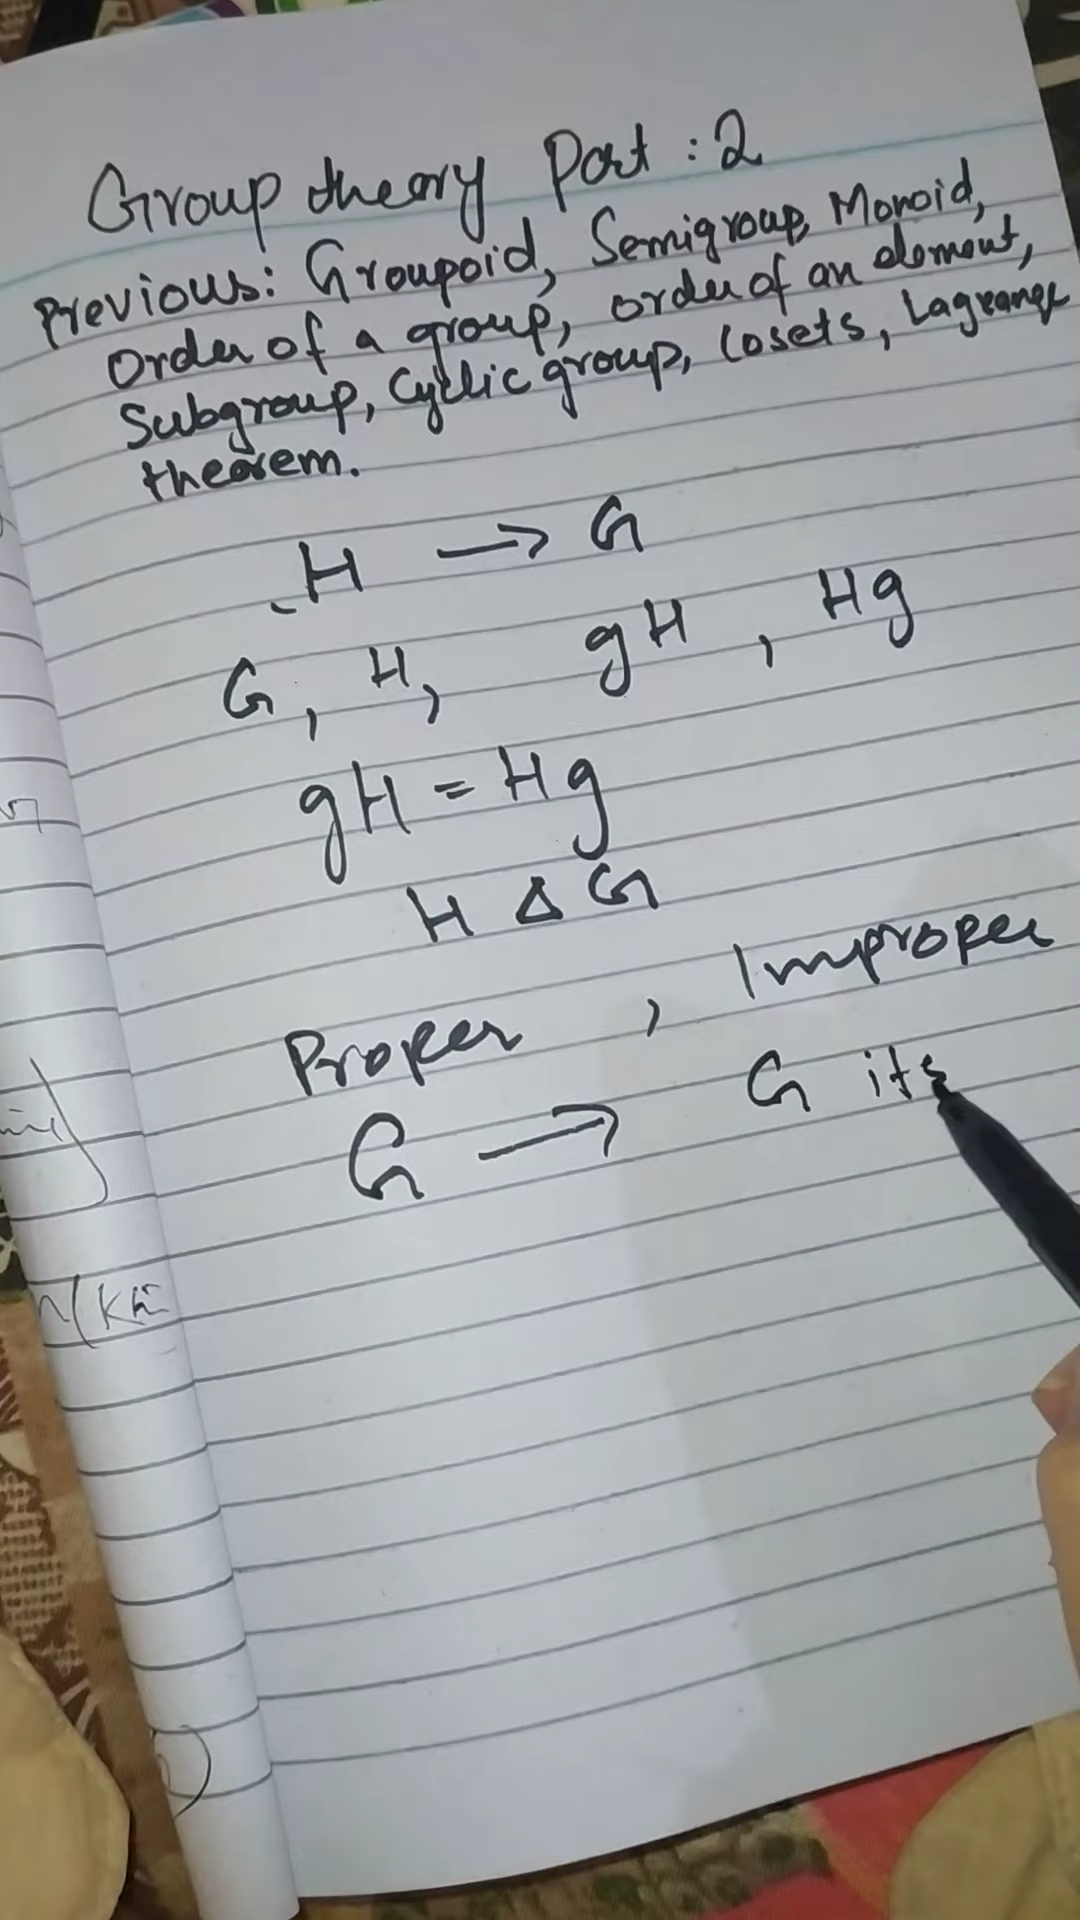 Group theory Part : 2
Previous: Groupoid, Semigroup, Monoid,
Order of a group, order of an element,
Subgroup, Cyclic group, Cosets, Lagrange
theorem.
H → G
G, H, gH, Hg
gH = Hg
H Δ G
Proper, Improper
G → G its